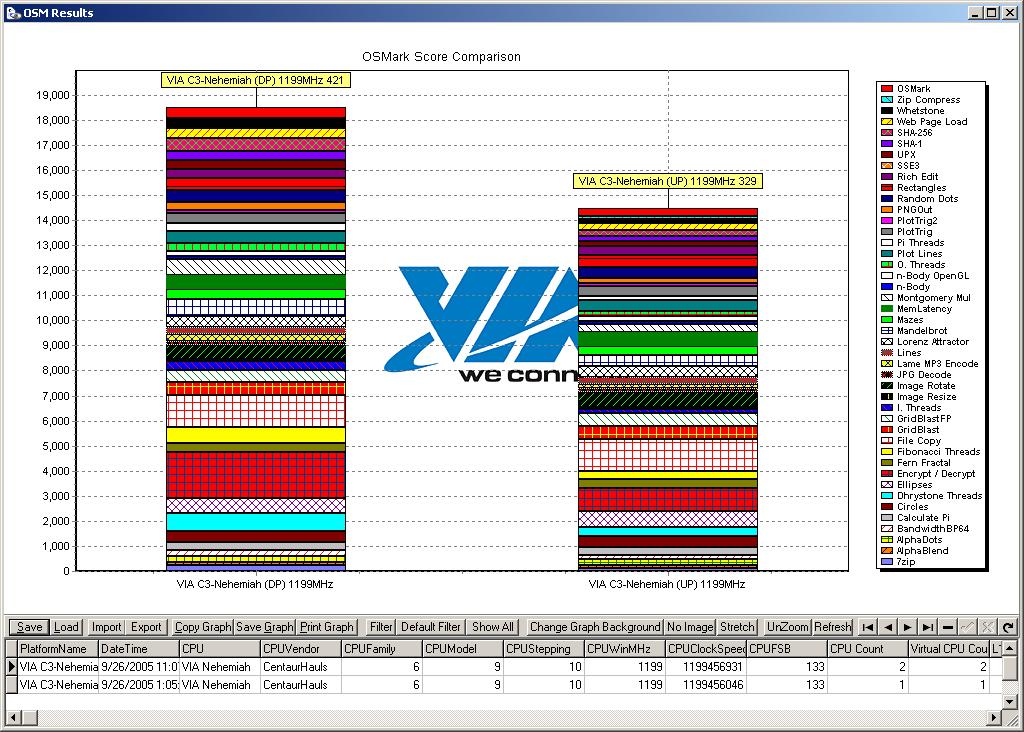 OSM Results
OSMark Score Comparison
VIA C3-Nehemiah (DP) 1199MHz 421
VIA C3-Nehemiah (UP) 1199MHz 329
19,000
18,000
17,000
16,000
15,000
14,000
13,000
12,000
11,000
10,000
9,000
8,000
7,000
6,000
5,000
4,000
3,000
2,000
1,000
0
VIA
we conn
VIA C3-Nehemiah (DP) 1199MHz
VIA C3-Nehemiah (UP) 1199MHz
OSMark
Zip Compress
Whetstone
Web Page Load
SHA-256
SHA-1
UPX
SSE3
Rich Edit
Rectangles
Random Dots
PNGOut
PlotTrig2
PlotTrig
Pi Threads
Plot Lines
O. Threads
n-Body OpenGL
n-Body
Montgomery Mul
MemLatency
Mazes
Mandelbrot
Lorenz Attractor
Lines
Lame MP3 Encode
JPG Decode
Image Rotate
Image Resize
I. Threads
GridBlastFP
GridBlast
File Copy
Fibonacci Threads
Fern Fractal
Encrypt / Decrypt
Ellipses
Dhrystone Threads
Circles
Calculate Pi
BandwidthBP64
AlphaDots
AlphaBlend
7zip
Save Load Import Export Copy Graph Save Graph Print Graph Filter Default Filter Show All Change Graph Background No Image Stretch UnZoom Refresh
PlatformName DateTime CPU CPUVendor CPUFamily CPUModel CPUStepping CPUWinMHz CPUClockSpeed CPUFSB CPU Count Virtual CPU Cou
VIA C3-Nehemia 9/26/2005 11:0 VIA Nehemiah CentaurHauls 6 9 10 1199 1199456931 133 2 2
VIA C3-Nehemia 9/26/2005 1:05: VIA Nehemiah CentaurHauls 6 9 10 1199 1199456046 133 1 1